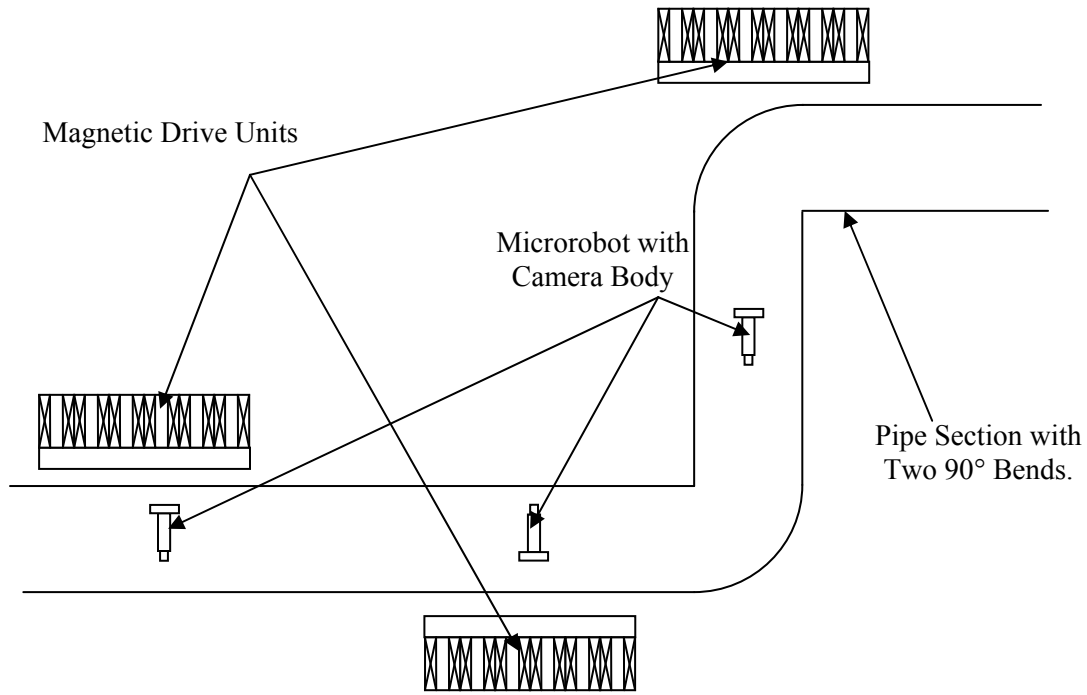 Magnetic Drive Units
Microrobot with
Camera Body
Pipe Section with
Two 90° Bends.